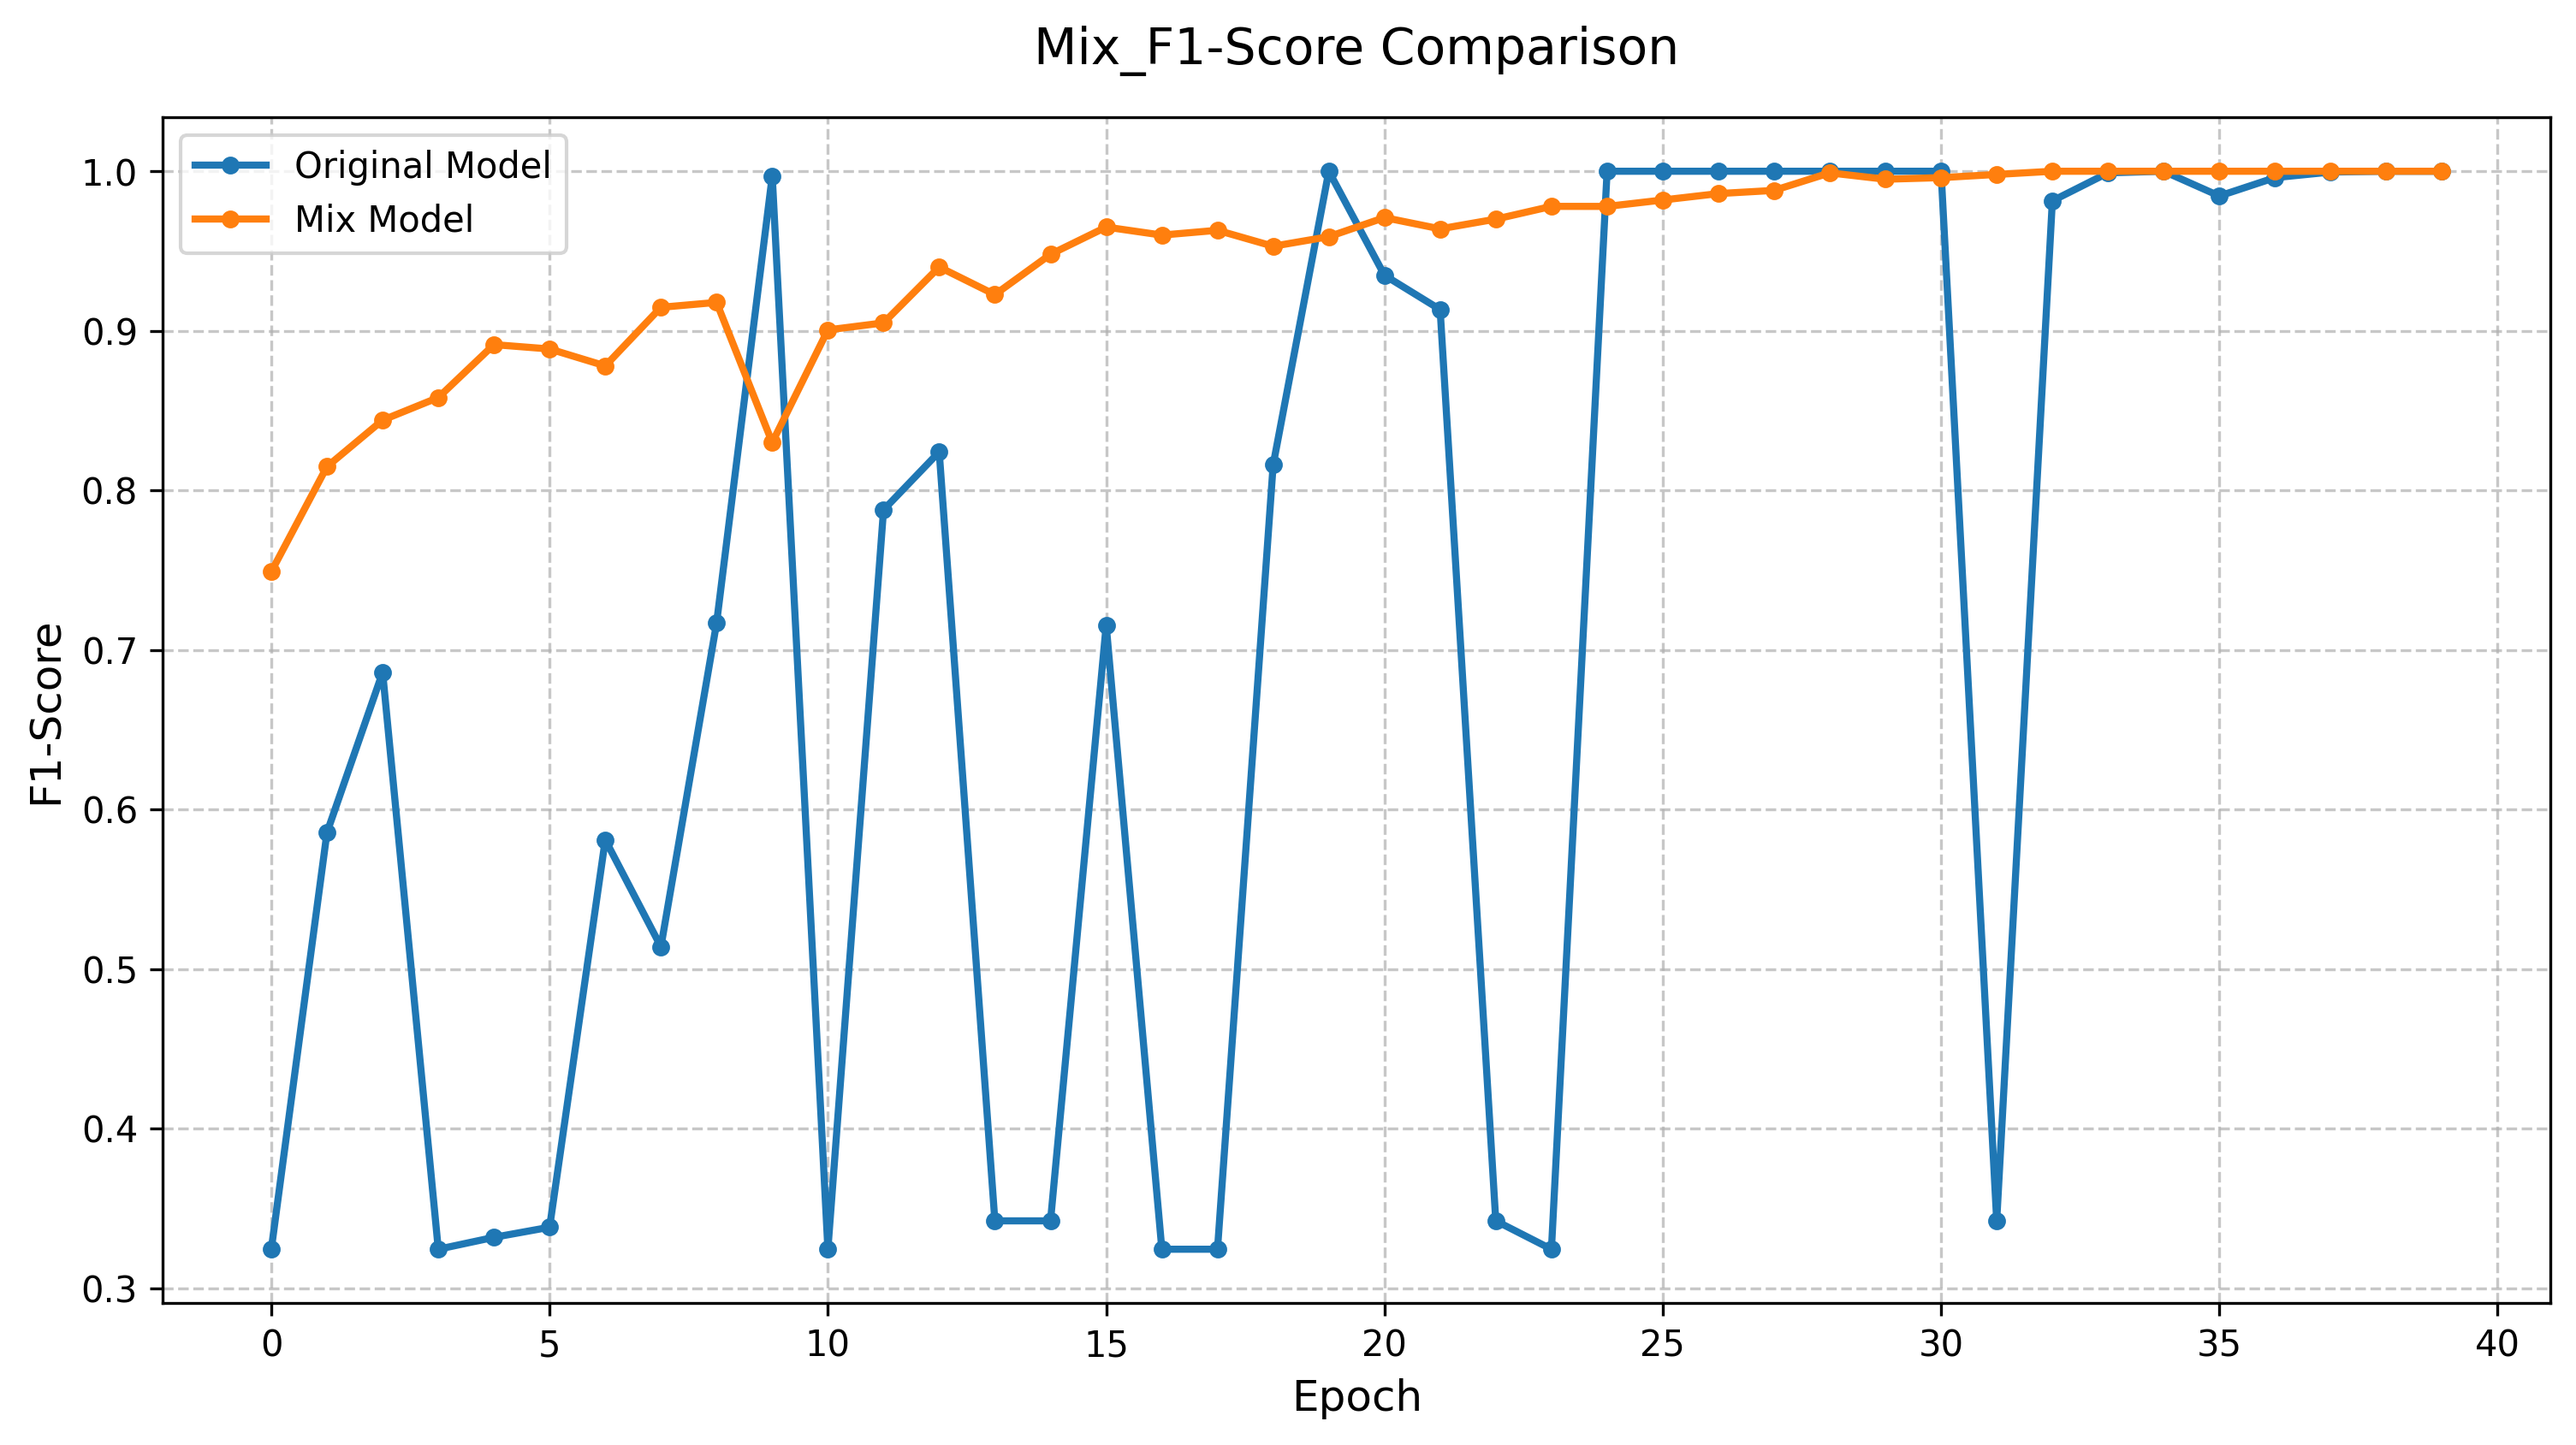 Mix_F1-Score Comparison
Original Model
Mix Model
1.0
0.9
0.8
0.7
0.6
0.5
0.4
0.3
F1-Score
0 5 10 15 20 25 30 35 40
Epoch